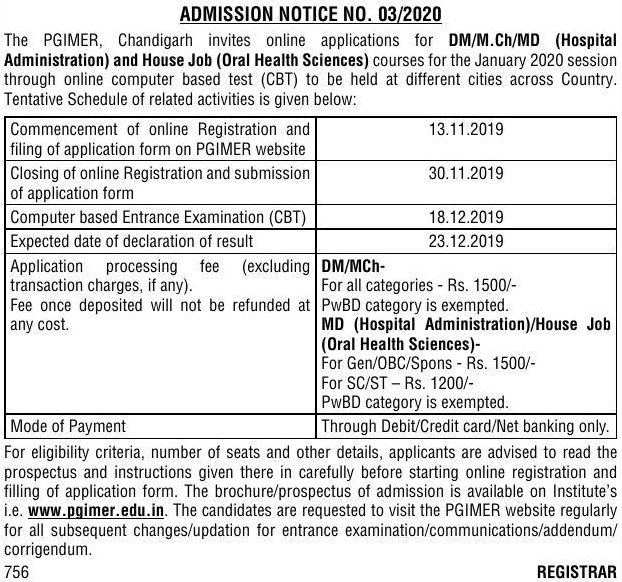 ADMISSION NOTICE NO. 03/2020
The PGIMER, Chandigarh invites online applications for DM/M.Ch/MD (Hospital
Administration) and House Job (Oral Health Sciences) courses for the January 2020 session
through online computer based test (CBT) to be held at different cities across Country.
Tentative Schedule of related activities is given below:
Commencement of online Registration and
filing of application form on PGIMER website
13.11.2019
Closing of online Registration and submission
of application form
30.11.2019
Computer based Entrance Examination (CBT)
18.12.2019
Expected date of declaration of result
23.12.2019
Application processing fee (excluding
transaction charges, if any).
Fee once deposited will not be refunded at
any cost.
DM/MCh-
For all categories - Rs. 1500/-
PwBD category is exempted.
MD (Hospital Administration)/House Job
(Oral Health Sciences)-
For Gen/OBC/Spons - Rs. 1500/-
For SC/ST – Rs. 1200/-
PwBD category is exempted.
Mode of Payment
Through Debit/Credit card/Net banking only.
For eligibility criteria, number of seats and other details, applicants are advised to read the
prospectus and instructions given there in carefully before starting online registration and
filling of application form. The brochure/prospectus of admission is available on Institute's
i.e. www.pgimer.edu.in. The candidates are requested to visit the PGIMER website regularly
for all subsequent changes/updation for entrance examination/communications/addendum/
corrigendum.
756
REGISTRAR